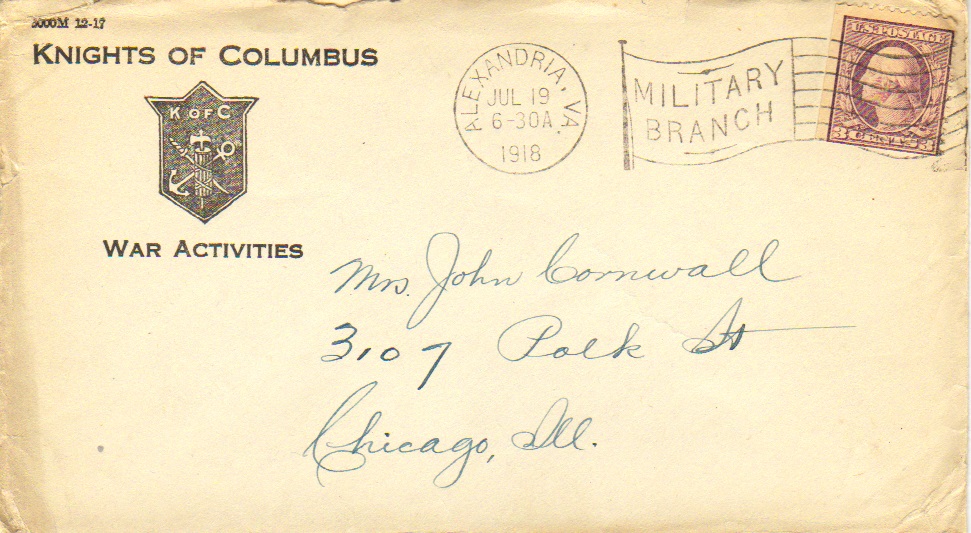 3000M 12-17
KNIGHTS OF COLUMBUS
K OF C
WAR ACTIVITIES
ALEXANDRIA, VA.
JUL 19
6-30A
1918
MILITARY
BRANCH
U.S. POSTAGE
3 CENTS 3
Mrs. John Cornwall
3107 Polk St
Chicago, Ill.